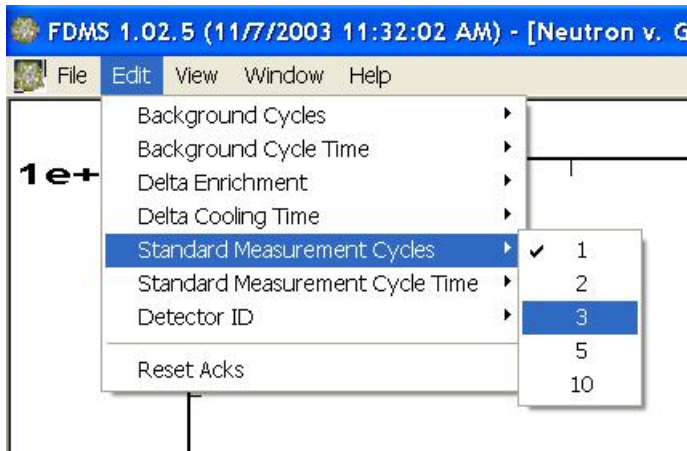 FDMS 1.02.5 (11/7/2003 11:32:02 AM) - [Neutron v. G
File Edit View Window Help
1e+
Background Cycles
Background Cycle Time
Delta Enrichment
Delta Cooling Time
Standard Measurement Cycles
Standard Measurement Cycle Time
Detector ID
Reset Acks
1
2
3
5
10